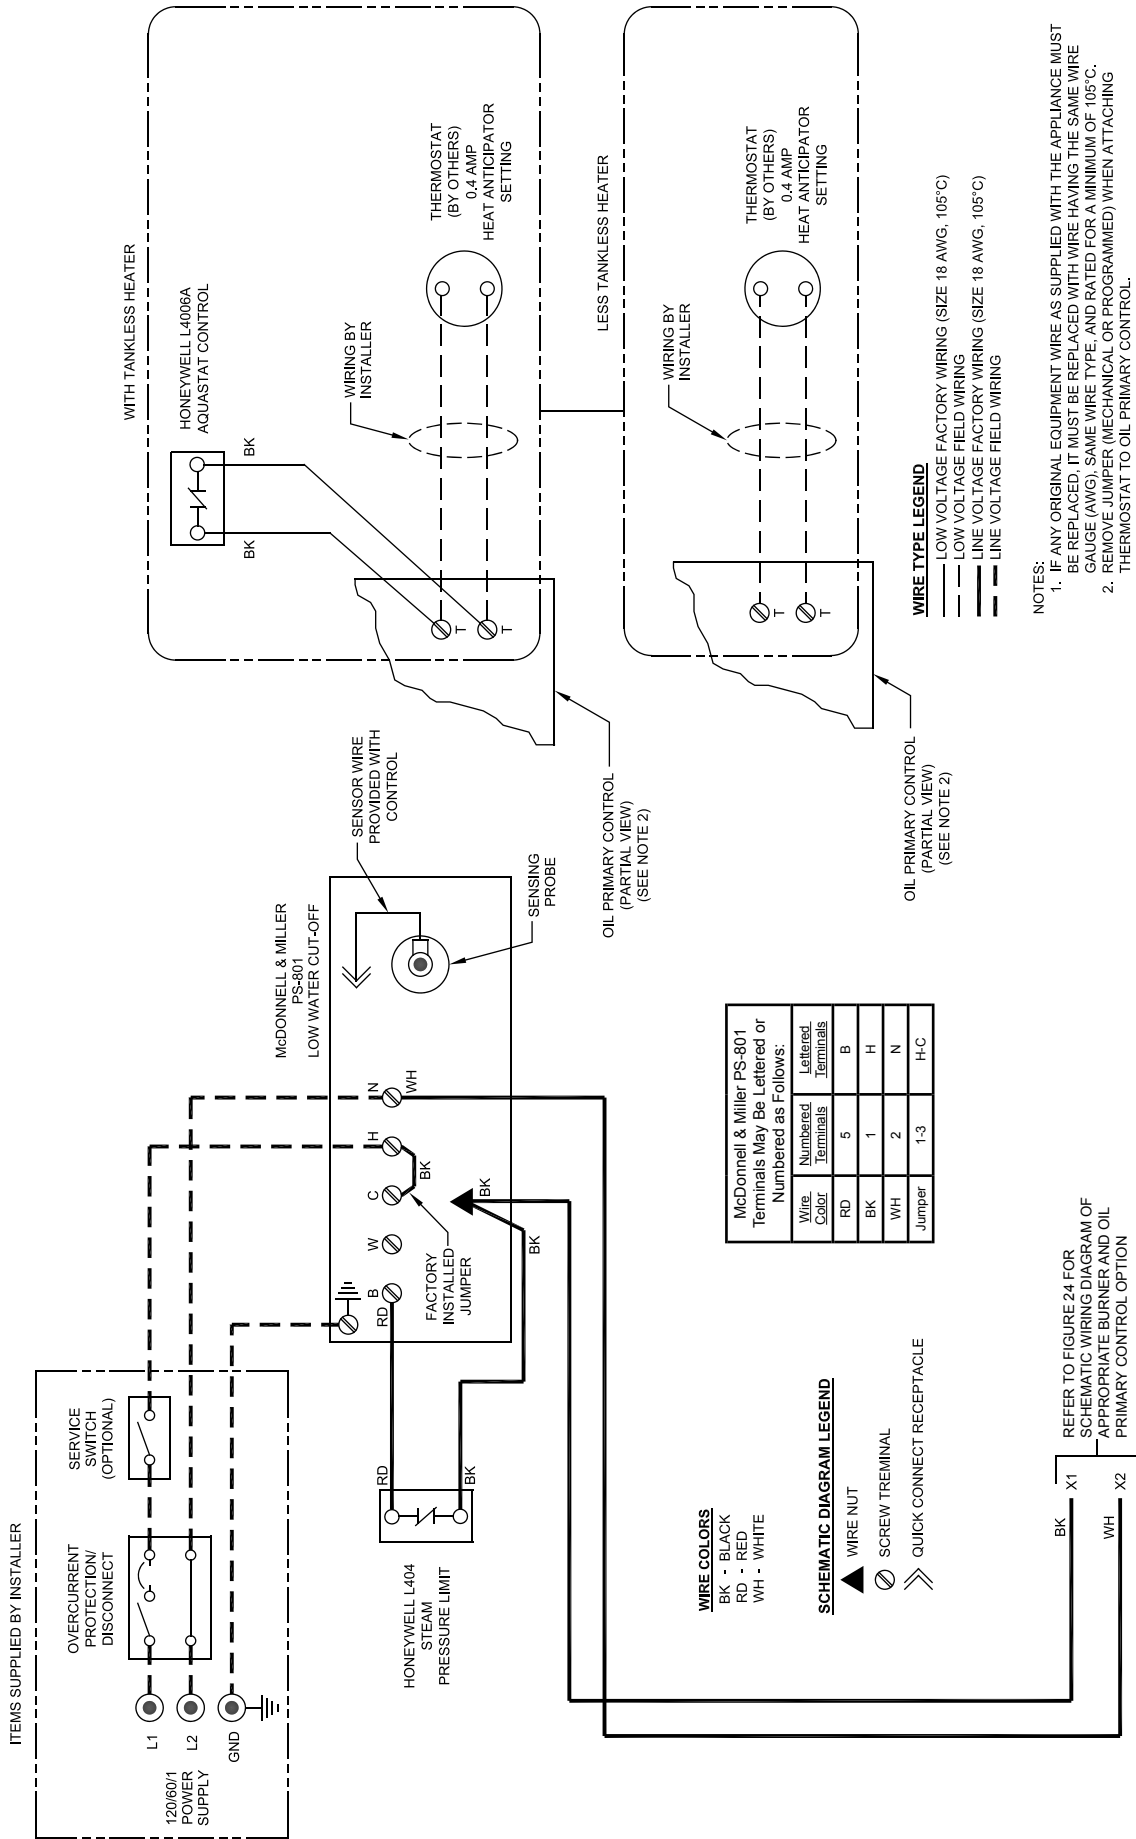 ITEMS SUPPLIED BY INSTALLER
120/60/1
POWER
SUPPLY
L1
L2
GND
OVERCURRENT
PROTECTION/
DISCONNECT
SERVICE
SWITCH
(OPTIONAL)
HONEYWELL L404
STEAM
PRESSURE LIMIT
RD
BK
McDONNELL & MILLER
PS-801
LOW WATER CUT-OFF
RD
B
W
C
H
N
BK
WH
FACTORY
INSTALLED
JUMPER
BK
BK
SENSOR WIRE
PROVIDED WITH
CONTROL
SENSING
PROBE
WITH TANKLESS HEATER
HONEYWELL L4006A
AQUASTAT CONTROL
BK
BK
T
T
WIRING BY
INSTALLER
THERMOSTAT
(BY OTHERS)
0.4 AMP
HEAT ANTICIPATOR
SETTING
OIL PRIMARY CONTROL
(PARTIAL VIEW)
(SEE NOTE 2)
LESS TANKLESS HEATER
T
T
WIRING BY
INSTALLER
THERMOSTAT
(BY OTHERS)
0.4 AMP
HEAT ANTICIPATOR
SETTING
OIL PRIMARY CONTROL
(PARTIAL VIEW)
(SEE NOTE 2)
WIRE COLORS
BK - BLACK
RD - RED
WH - WHITE
SCHEMATIC DIAGRAM LEGEND
WIRE NUT
SCREW TREMINAL
QUICK CONNECT RECEPTACLE
McDonnell & Miller PS-801
Terminals May Be Lettered or
Numbered as Follows:
Wire Color Numbered Terminals Lettered Terminals
RD 5 B
BK 1 H
WH 2 N
Jumper 1-3 H-C
WIRE TYPE LEGEND
LOW VOLTAGE FACTORY WIRING (SIZE 18 AWG, 105°C)
LOW VOLTAGE FIELD WIRING
LINE VOLTAGE FACTORY WIRING (SIZE 18 AWG, 105°C)
LINE VOLTAGE FIELD WIRING
BK
X1
WH
X2
REFER TO FIGURE 24 FOR
SCHEMATIC WIRING DIAGRAM OF
APPROPRIATE BURNER AND OIL
PRIMARY CONTROL OPTION
NOTES:
1. IF ANY ORIGINAL EQUIPMENT WIRE AS SUPPLIED WITH THE APPLIANCE MUST
BE REPLACED, IT MUST BE REPLACED WITH WIRE HAVING THE SAME WIRE
GAUGE (AWG), SAME WIRE TYPE, AND RATED FOR A MINIMUM OF 105°C.
2. REMOVE JUMPER (MECHANICAL OR PROGRAMMED) WHEN ATTACHING
THERMOSTAT TO OIL PRIMARY CONTROL.